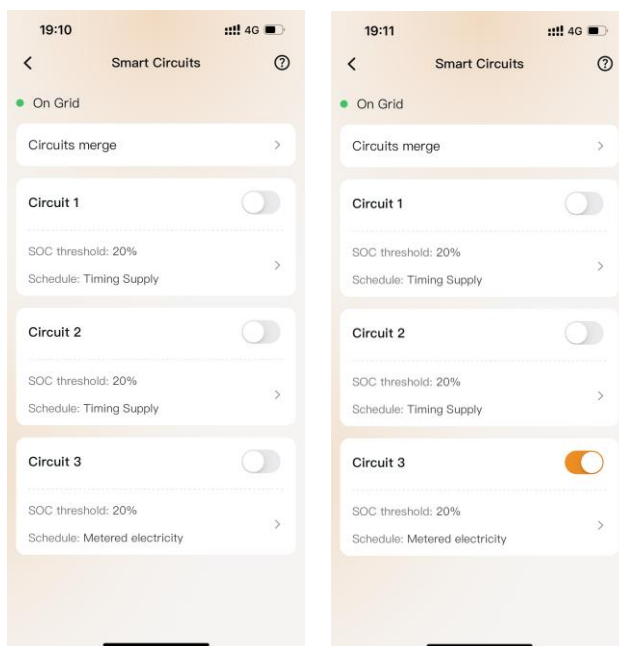 19:10
4G
Smart Circuits
On Grid
Circuits merge
Circuit 1
SOC threshold: 20%
Schedule: Timing Supply
Circuit 2
SOC threshold: 20%
Schedule: Timing Supply
Circuit 3
SOC threshold: 20%
Schedule: Metered electricity
19:11
4G
Smart Circuits
On Grid
Circuits merge
Circuit 1
SOC threshold: 20%
Schedule: Timing Supply
Circuit 2
SOC threshold: 20%
Schedule: Timing Supply
Circuit 3
SOC threshold: 20%
Schedule: Metered electricity